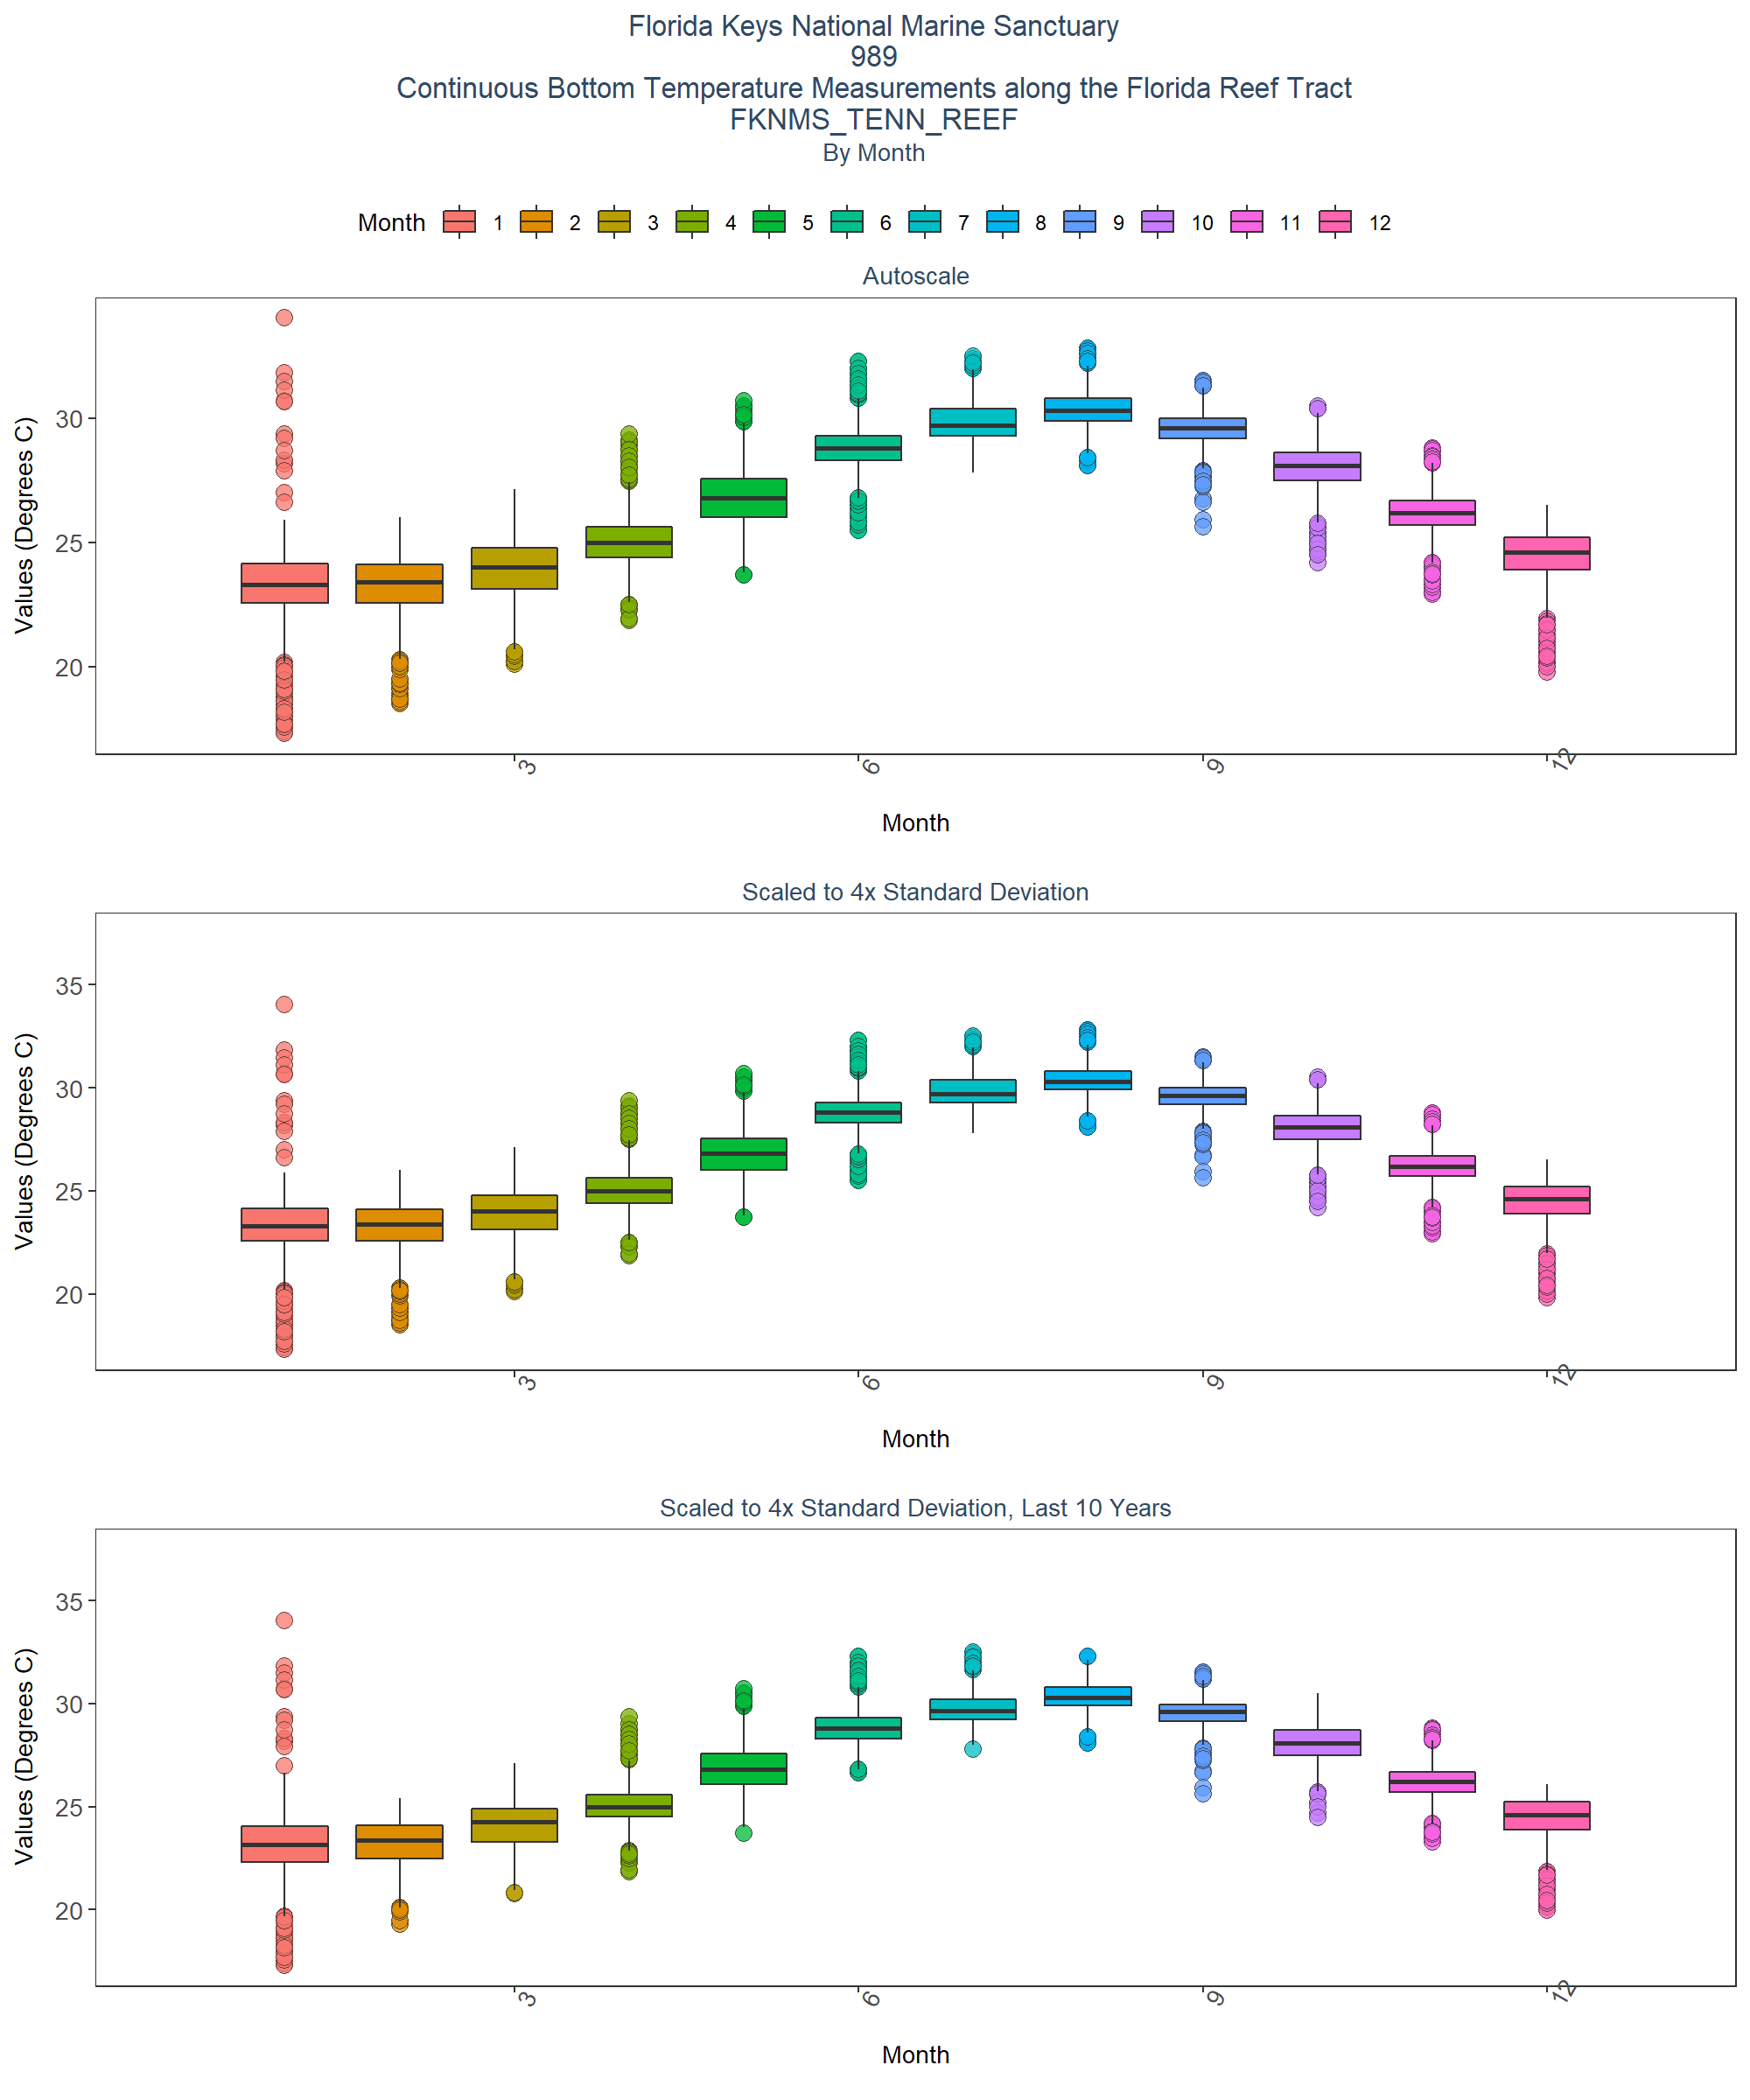 Florida Keys National Marine Sanctuary
989
Continuous Bottom Temperature Measurements along the Florida Reef Tract
FKNMS_TENN_REEF
By Month
Month 1 2 3 4 5 6 7 8 9 10 11 12
Autoscale
Values (Degrees C)
30
25
20
3 6 9 12
Month
Scaled to 4x Standard Deviation
Values (Degrees C)
35
30
25
20
3 6 9 12
Month
Scaled to 4x Standard Deviation, Last 10 Years
Values (Degrees C)
35
30
25
20
3 6 9 12
Month